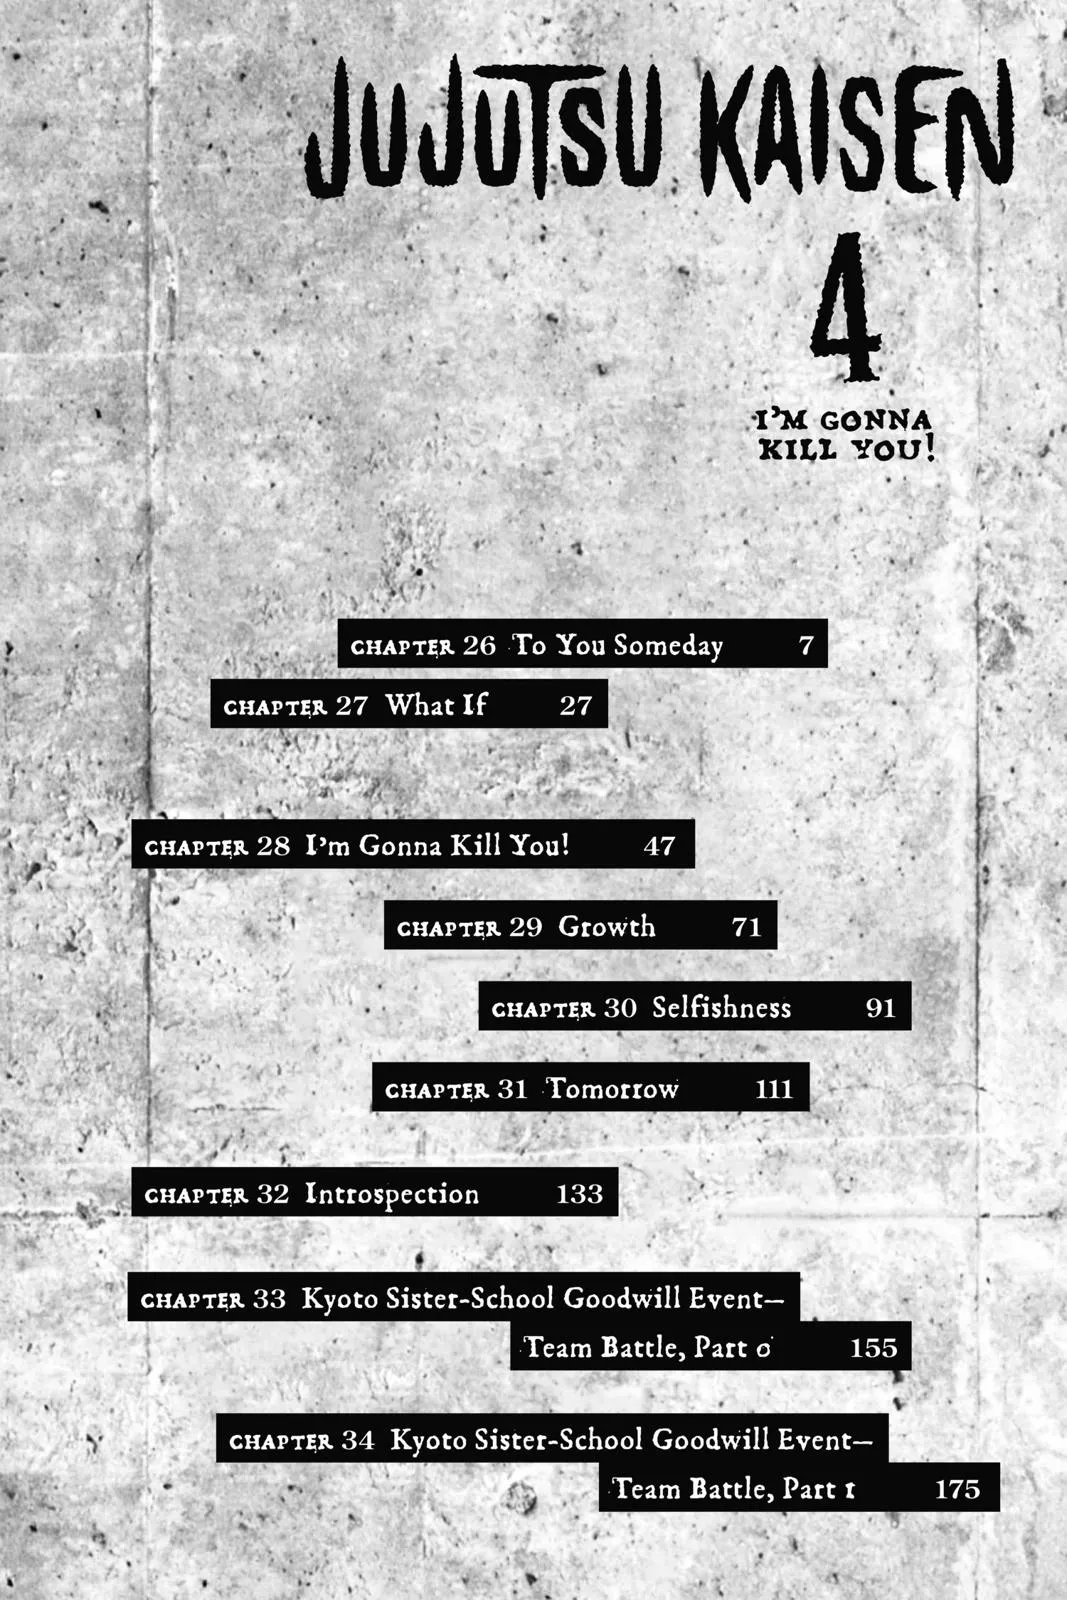 JUJUTSU KAISEN
4
I'M GONNA
KILL YOU!
CHAPTER 26 To You Someday 7
CHAPTER 27 What If 27
CHAPTER 28 I'm Gonna Kill You! 47
CHAPTER 29 Growth 71
CHAPTER 30 Selfishness 91
CHAPTER 31 Tomorrow 111
CHAPTER 32 Introspection 133
CHAPTER 33 Kyoto Sister-School Goodwill Event—
Team Battle, Part 0 155
CHAPTER 34 Kyoto Sister-School Goodwill Event—
Team Battle, Part 1 175